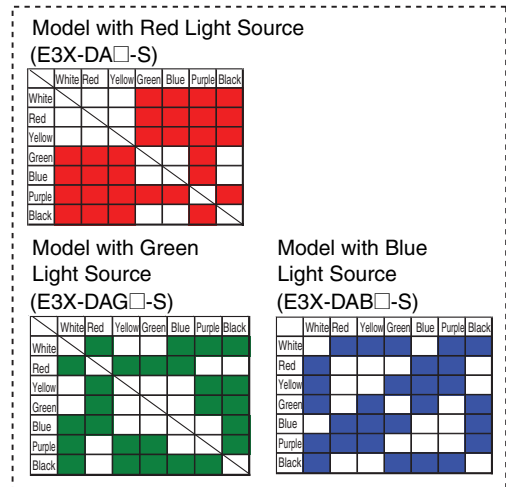 Model with Red Light Source
(E3X-DA□-S)
White Red Yellow Green Blue Purple Black
White
Red
Yellow
Green
Blue
Purple
Black
Model with Green
Light Source
(E3X-DAG□-S)
White Red Yellow Green Blue Purple Black
White
Red
Yellow
Green
Blue
Purple
Black
Model with Blue
Light Source
(E3X-DAB□-S)
White Red Yellow Green Blue Purple Black
White
Red
Yellow
Green
Blue
Purple
Black